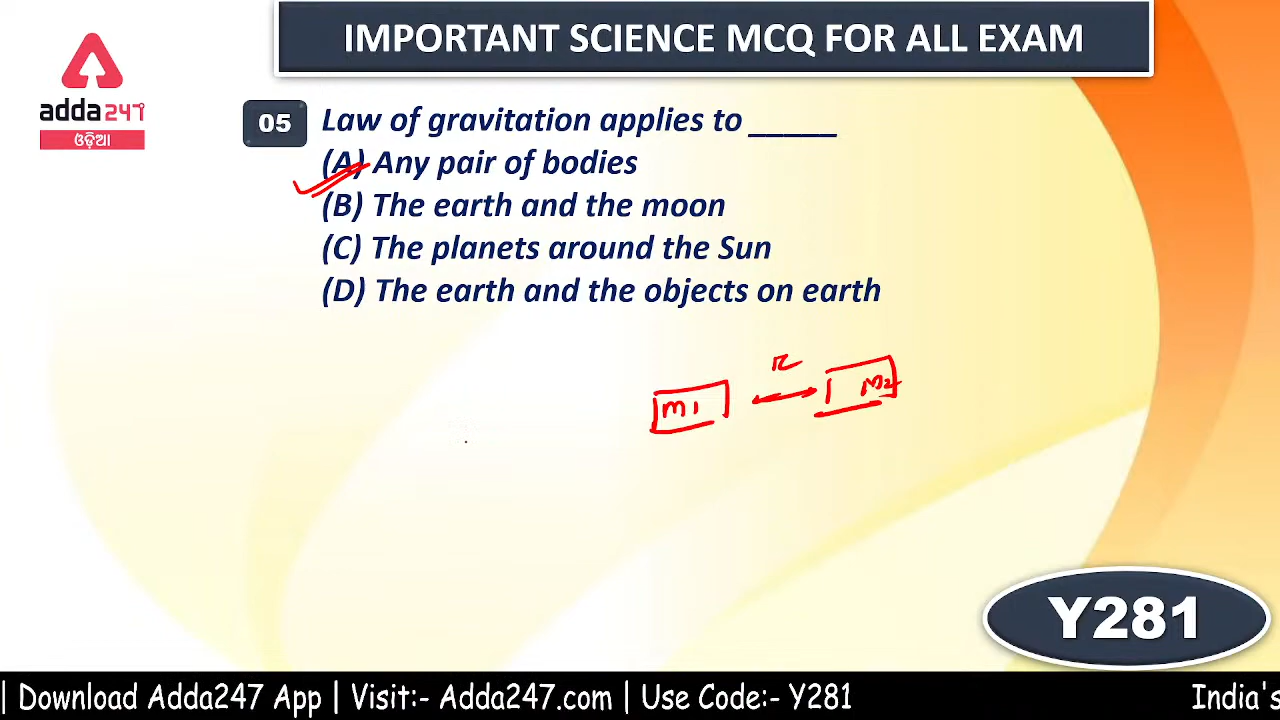 IMPORTANT SCIENCE MCQ FOR ALL EXAM
adda247
ଓଡ଼ିଆ
05 Law of gravitation applies to _____
(A) Any pair of bodies
(B) The earth and the moon
(C) The planets around the Sun
(D) The earth and the objects on earth
m1
r
m2
Y281
| Download Adda247 App | Visit:- Adda247.com | Use Code:- Y281 India's